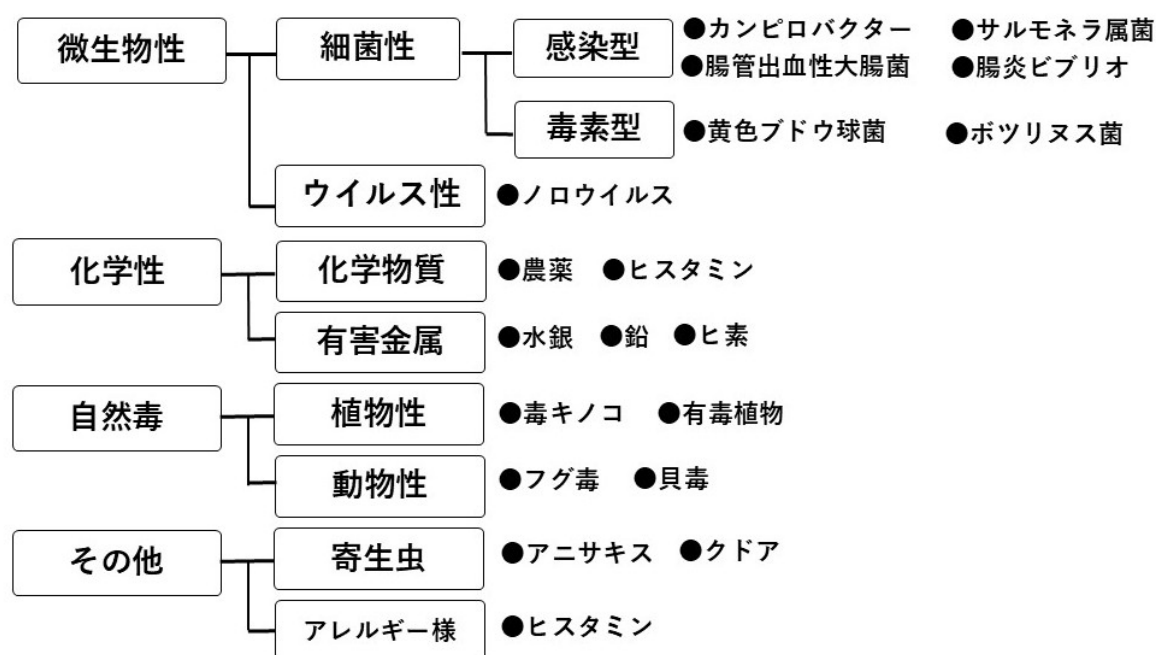 微生物性 細菌性 感染型 ●カンピロバクター ●サルモネラ属菌
●腸管出血性大腸菌 ●腸炎ビブリオ
毒素型 ●黄色ブドウ球菌 ●ボツリヌス菌
ウイルス性 ●ノロウイルス
化学性 化学物質 ●農薬 ●ヒスタミン
有害金属 ●水銀 ●鉛 ●ヒ素
自然毒 植物性 ●毒キノコ ●有毒植物
動物性 ●フグ毒 ●貝毒
その他 寄生虫 ●アニサキス ●クドア
アレルギー様 ●ヒスタミン